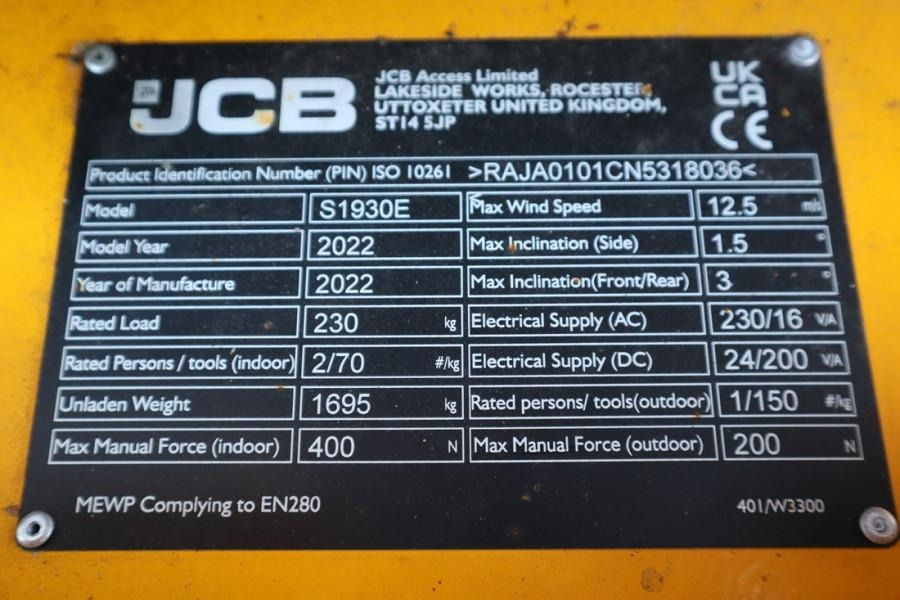 JCB
JCB Access Limited
LAKESIDE WORKS, ROCESTER,
UTTOXETER UNITED KINGDOM,
ST14 5JP
UK
CA
CE
Product Identification Number (PIN) ISO 10261 >RAJA0101CN5318036<
Model S1930E Max Wind Speed 12.5 m/s
Model Year 2022 Max Inclination (Side) 1.5 °
Year of Manufacture 2022 Max Inclination(Front/Rear) 3 °
Rated Load 230 kg Electrical Supply (AC) 230/16 V/A
Rated Persons / tools (indoor) 2/70 #/kg Electrical Supply (DC) 24/200 V/A
Unladen Weight 1695 kg Rated persons/ tools(outdoor) 1/150 #/kg
Max Manual Force (indoor) 400 N Max Manual Force (outdoor) 200 N
MEWP Complying to EN280 401/W3300